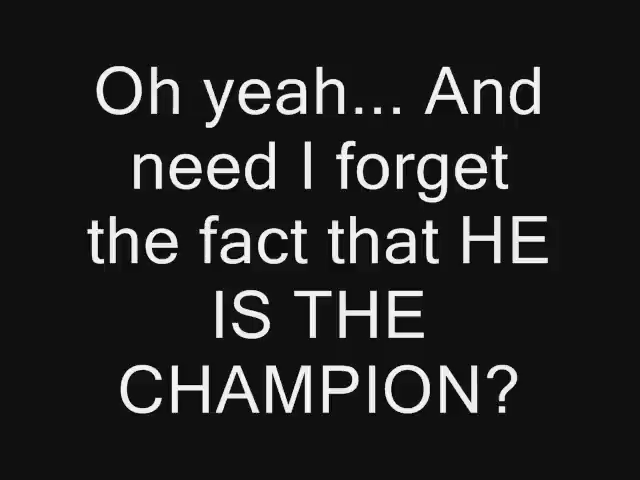 Oh yeah... And
need I forget
the fact that HE
IS THE
CHAMPION?